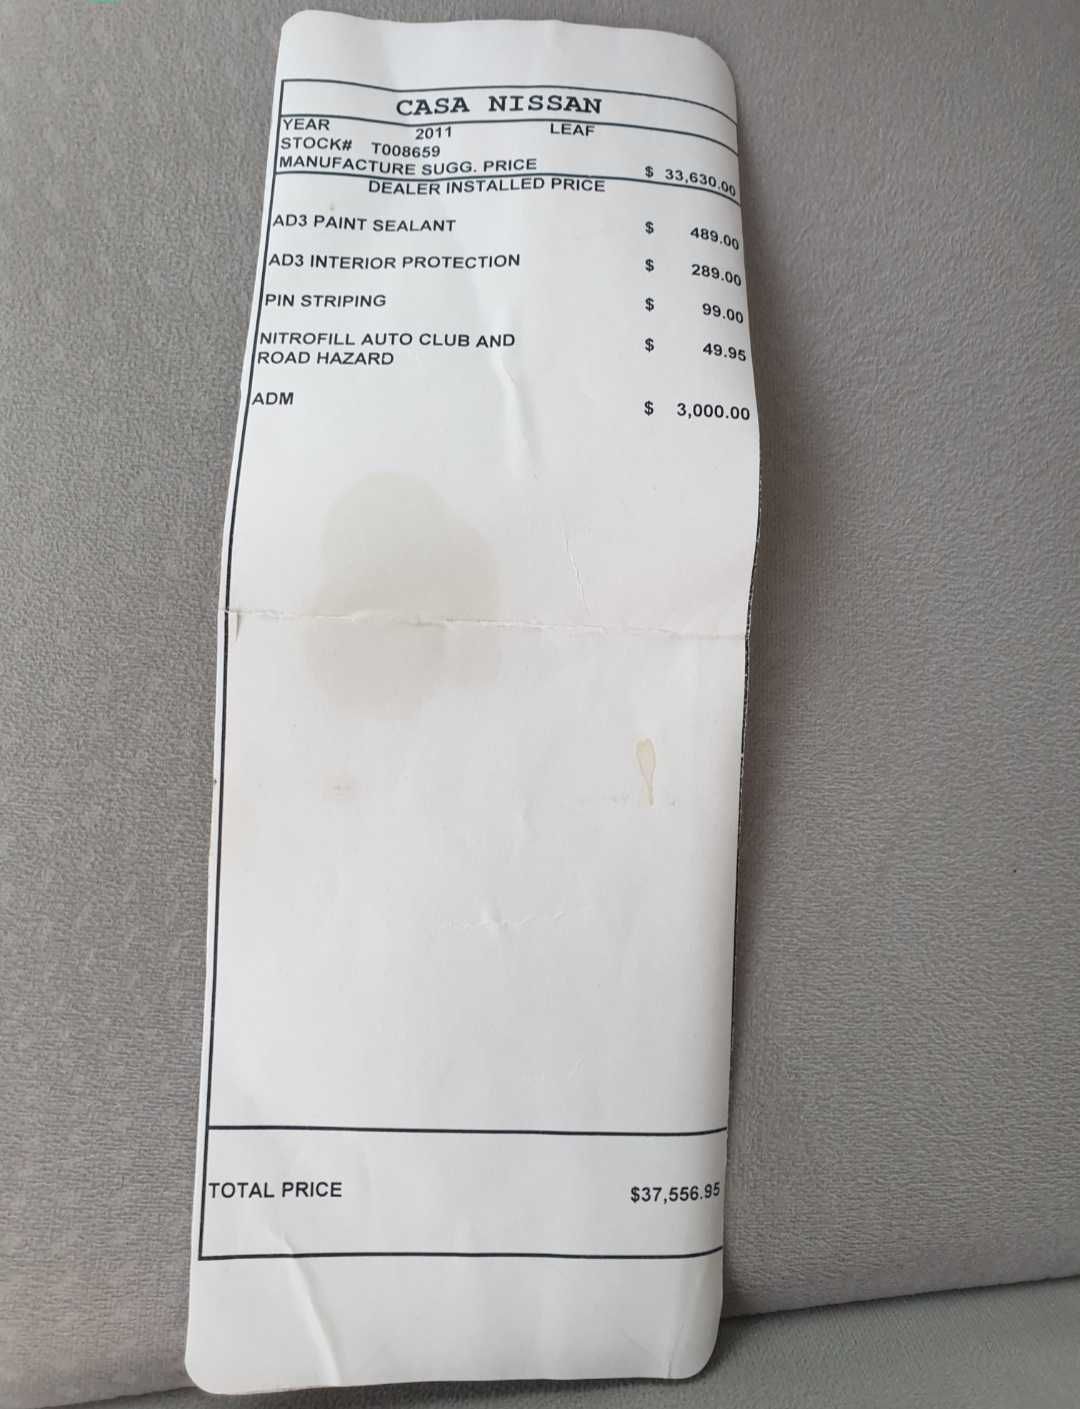 CASA NISSAN
YEAR 2011 LEAF
STOCK# T008659
MANUFACTURE SUGG. PRICE $ 33,630.00
DEALER INSTALLED PRICE
AD3 PAINT SEALANT $ 489.00
AD3 INTERIOR PROTECTION $ 289.00
PIN STRIPING $ 99.00
NITROFILL AUTO CLUB AND $ 49.95
ROAD HAZARD
ADM $ 3,000.00
TOTAL PRICE $37,556.95